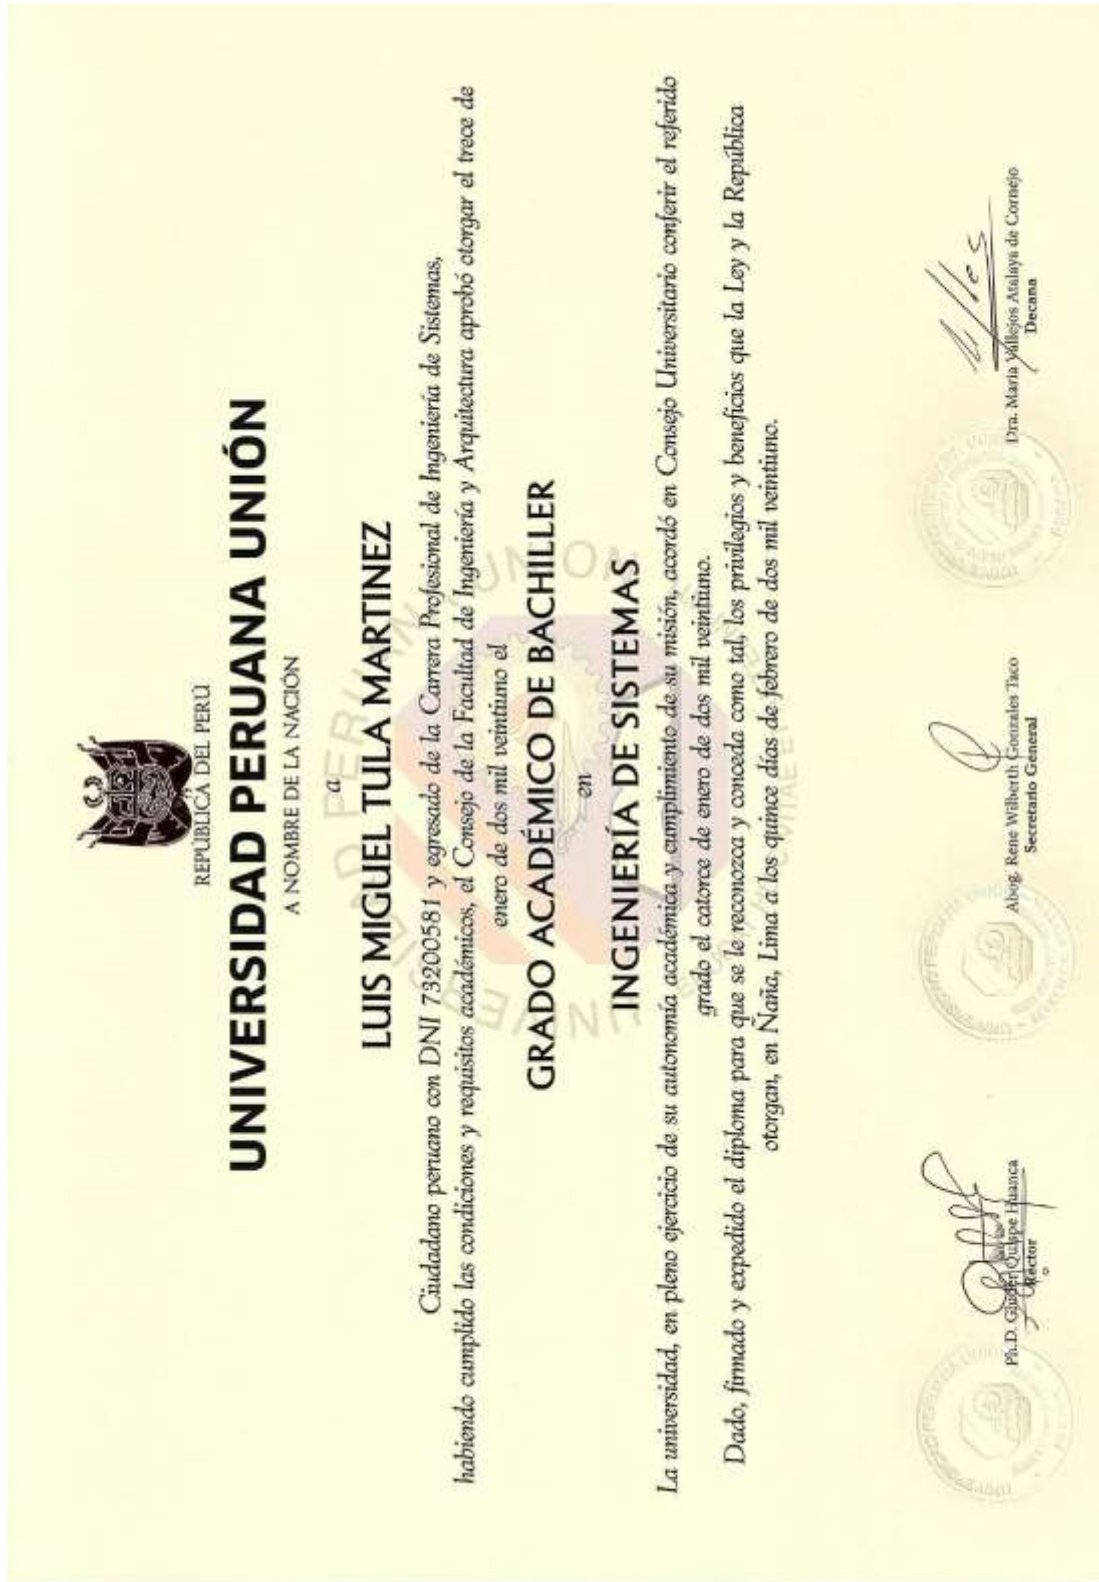 REPÚBLICA DEL PERÚ
UNIVERSIDAD PERUANA UNIÓN
A NOMBRE DE LA NACIÓN
a
LUIS MIGUEL TULA MARTINEZ
Ciudadano peruano con DNI 73200581 y egresado de la Carrera Profesional de Ingeniería de Sistemas,
habiendo cumplido las condiciones y requisitos académicos, el Consejo de la Facultad de Ingeniería y Arquitectura aprobó otorgar el trece de
enero de dos mil veintiuno el
GRADO ACADÉMICO DE BACHILLER
en
INGENIERÍA DE SISTEMAS
La universidad, en pleno ejercicio de su autonomía académica y cumplimiento de su misión, acordó en Consejo Universitario conferir el referido
grado el catorce de enero de dos mil veintiuno.
Dado, firmado y expedido el diploma para que se le reconozca y conceda como tal, los privilegios y beneficios que la Ley y la República
otorgan, en Ñaña, Lima a los quince días de febrero de dos mil veintiuno.
Ph.D. Gluder Quispe Huanca
Rector
Abog. Rene Wilberth Gonzales Taco
Secretario General
Dra. Maria Vallejos Atalaya de Cornejo
Decana